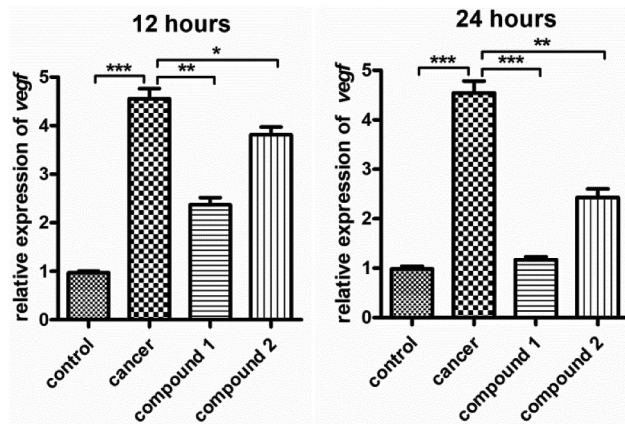 12 hours
relative expression of vegf
5
4
3
2
1
0
***
**
*
control
cancer
compound 1
compound 2
24 hours
relative expression of vegf
5
4
3
2
1
0
***
***
**
control
cancer
compound 1
compound 2